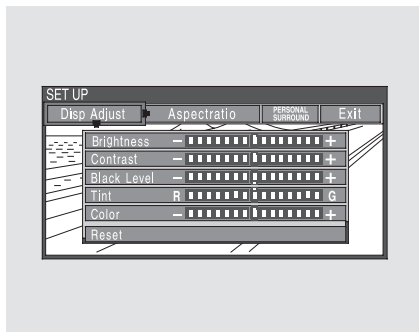 SET UP
Disp Adjust Aspectratio PERSONAL SURROUND Exit
Brightness − +
Contrast − +
Black Level − +
Tint R G
Color − +
Reset